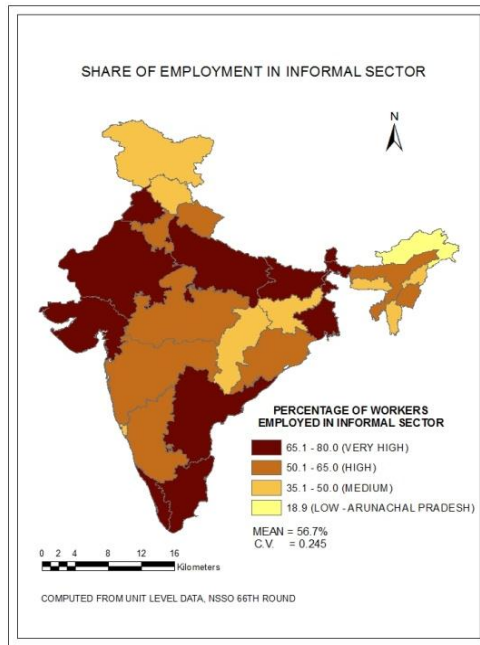 SHARE OF EMPLOYMENT IN INFORMAL SECTOR
N
PERCENTAGE OF WORKERS
EMPLOYED IN INFORMAL SECTOR
65.1 - 80.0 (VERY HIGH)
50.1 - 65.0 (HIGH)
35.1 - 50.0 (MEDIUM)
18.9 (LOW - ARUNACHAL PRADESH)
MEAN = 56.7%
C.V. = 0.245
0 2 4 8 12 16
Kilometers
COMPUTED FROM UNIT LEVEL DATA, NSSO 66TH ROUND